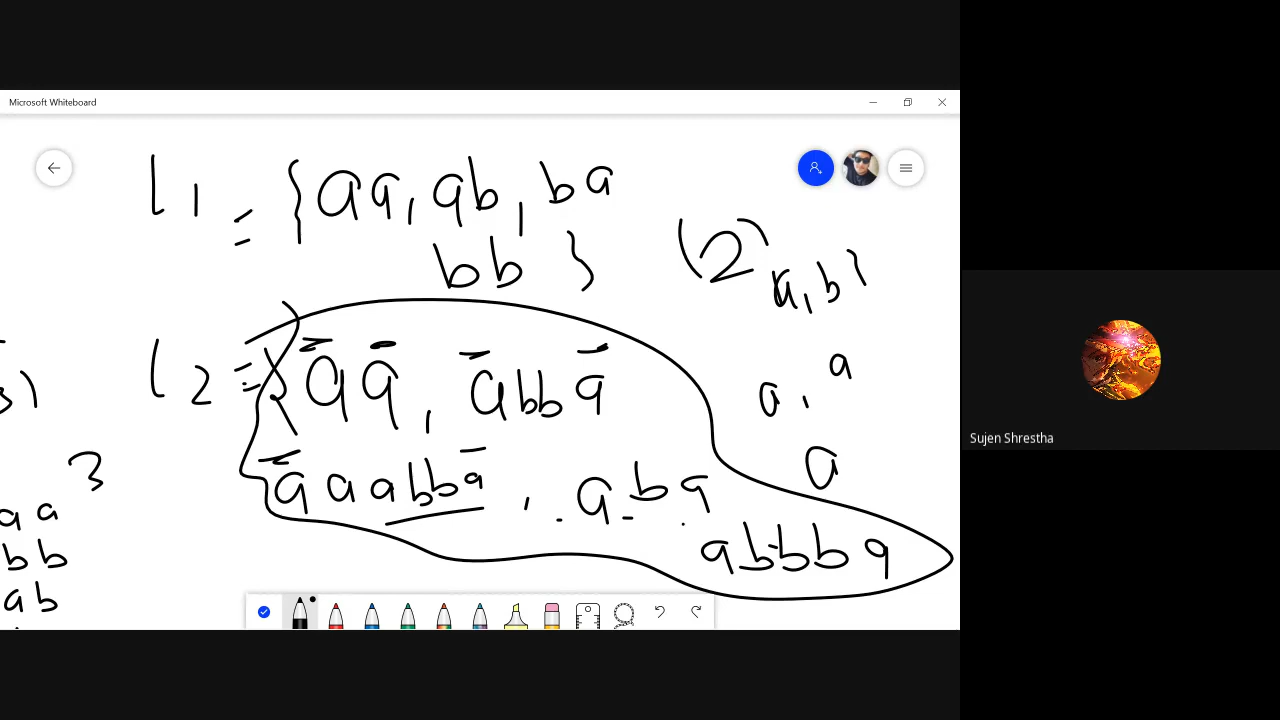 Microsoft Whiteboard
l1 = {aa, ab, ba
bb }
(2)
a, b}
l2 = {aa, abba
a, a
aaabba, aba
a
abbba
3
aa
bb
ab
Sujen Shrestha